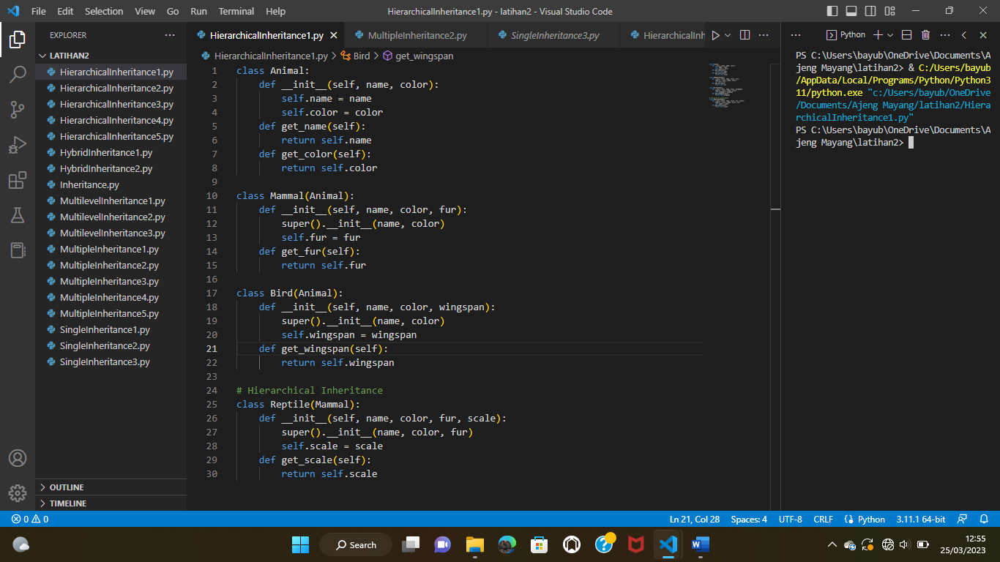 File Edit Selection View Go Run Terminal Help
HierarchicalInheritance1.py - latihan2 - Visual Studio Code
EXPLORER
LATIHAN2
HierarchicalInheritance1.py
HierarchicalInheritance2.py
HierarchicalInheritance3.py
HierarchicalInheritance4.py
HierarchicalInheritance5.py
HybridInheritance1.py
HybridInheritance2.py
Inheritance.py
MultilevelInheritance1.py
MultilevelInheritance2.py
MultilevelInheritance3.py
MultipleInheritance1.py
MultipleInheritance2.py
MultipleInheritance3.py
MultipleInheritance4.py
MultipleInheritance5.py
SingleInheritance1.py
SingleInheritance2.py
SingleInheritance3.py
OUTLINE
TIMELINE
HierarchicalInheritance1.py MultipleInheritance2.py SingleInheritance3.py HierarchicalInh
HierarchicalInheritance1.py > Bird > get_wingspan
1 class Animal:
2 def __init__(self, name, color):
3 self.name = name
4 self.color = color
5 def get_name(self):
6 return self.name
7 def get_color(self):
8 return self.color
9
10 class Mammal(Animal):
11 def __init__(self, name, color, fur):
12 super().__init__(name, color)
13 self.fur = fur
14 def get_fur(self):
15 return self.fur
16
17 class Bird(Animal):
18 def __init__(self, name, color, wingspan):
19 super().__init__(name, color)
20 self.wingspan = wingspan
21 def get_wingspan(self):
22 return self.wingspan
23
24 # Hierarchical Inheritance
25 class Reptile(Mammal):
26 def __init__(self, name, color, fur, scale):
27 super().__init__(name, color, fur)
28 self.scale = scale
29 def get_scale(self):
30 return self.scale
Python
PS C:\Users\bayub\OneDrive\Documents\A
jeng Mayang\latihan2> & C:/Users/bayub
/AppData/Local/Programs/Python/Python3
11/python.exe "c:/Users/bayub/OneDrive
/Documents/Ajeng Mayang/latihan2/Hiera
rchicalInheritance1.py"
PS C:\Users\bayub\OneDrive\Documents\A
jeng Mayang\latihan2>
0 0 Ln 21, Col 28 Spaces: 4 UTF-8 CRLF Python 3.11.1 64-bit
Search
12:55
25/03/2023